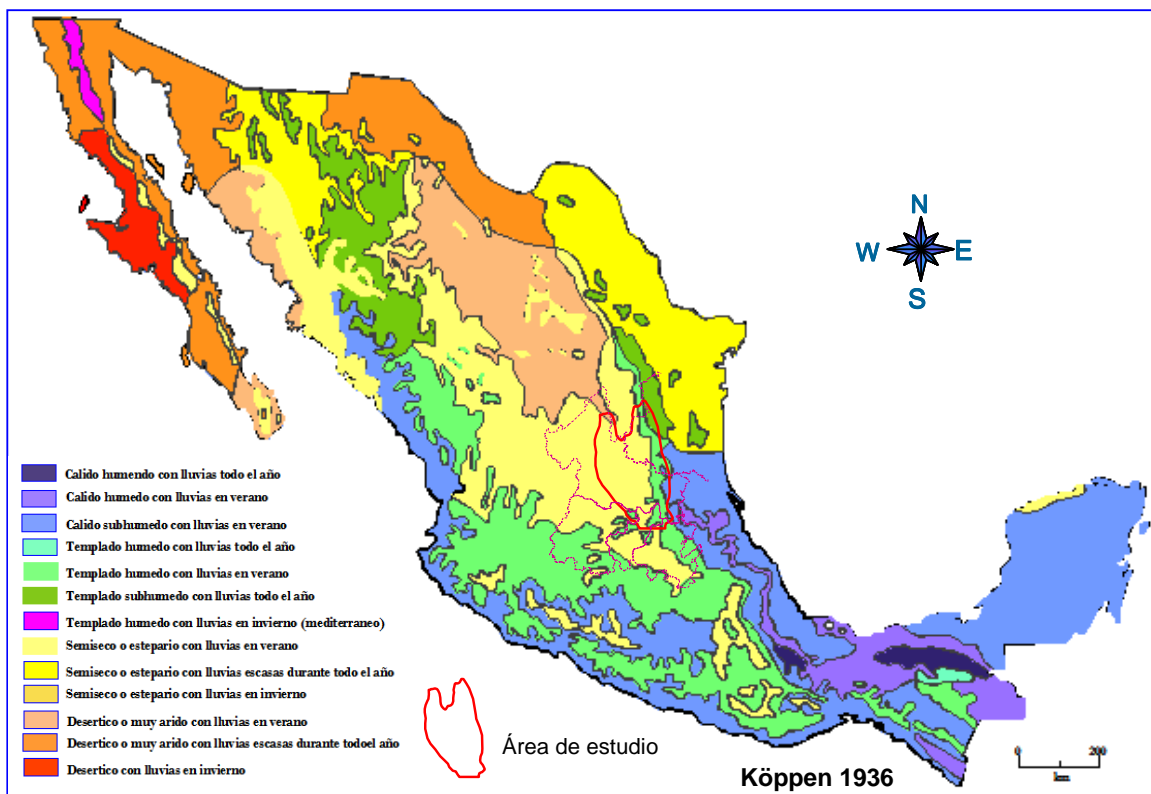 N
W E
S
Calido humendo con lluvias todo el año
Calido humedo con lluvias en verano
Calido subhumedo con lluvias en verano
Templado humedo con lluvias todo el año
Templado humedo con lluvias en verano
Templado subhumedo con lluvias todo el año
Templado humedo con lluvias en invierno (mediterraneo)
Semiseco o estepario con lluvias en verano
Semiseco o estepario con lluvias escasas durante todo el año
Semiseco o estepario con lluvias en invierno
Desertico o muy arido con lluvias en verano
Desertico o muy arido con lluvias escasas durante todoel año
Desertico con lluvias en invierno
Área de estudio
Köppen 1936
0 200
km